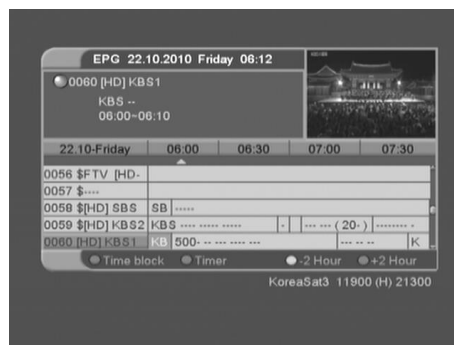 EPG 22.10.2010 Friday 06:12
0060 [HD] KBS1
KBS --
06:00~06:10
22.10-Friday 06:00 06:30 07:00 07:30
0056 $FTV [HD-
0057 $----
0058 $[HD] SBS SB -----
0059 $[HD] KBS2 KBS ---- ----- ----- - --- --- ( 20- ) -------- -
0060 [HD] KBS1 KB 500- -- --- ---- --- --- -- -- K
Time block Timer -2 Hour +2 Hour
KoreaSat3 11900 (H) 21300